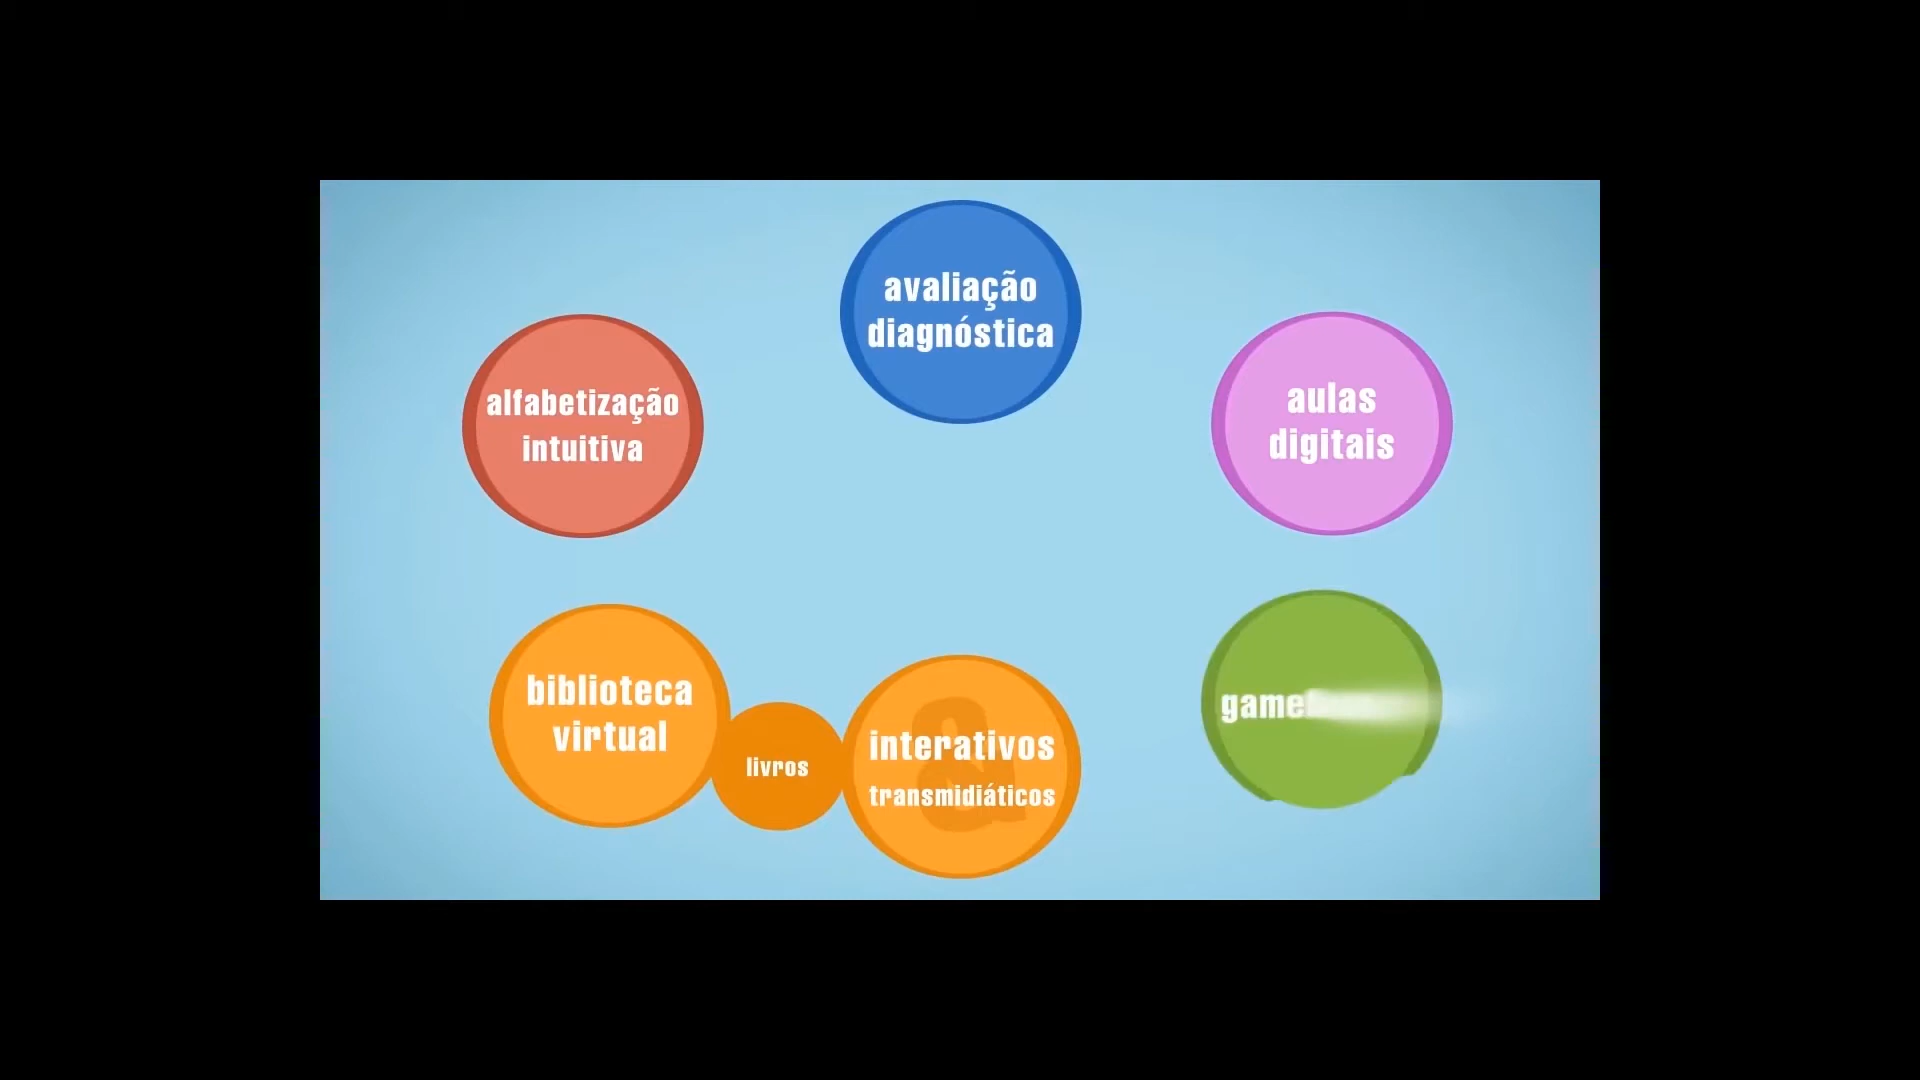 avaliação
diagnóstica
alfabetização
intuitiva
aulas
digitais
biblioteca
virtual
livros
&
interativos
transmidiáticos